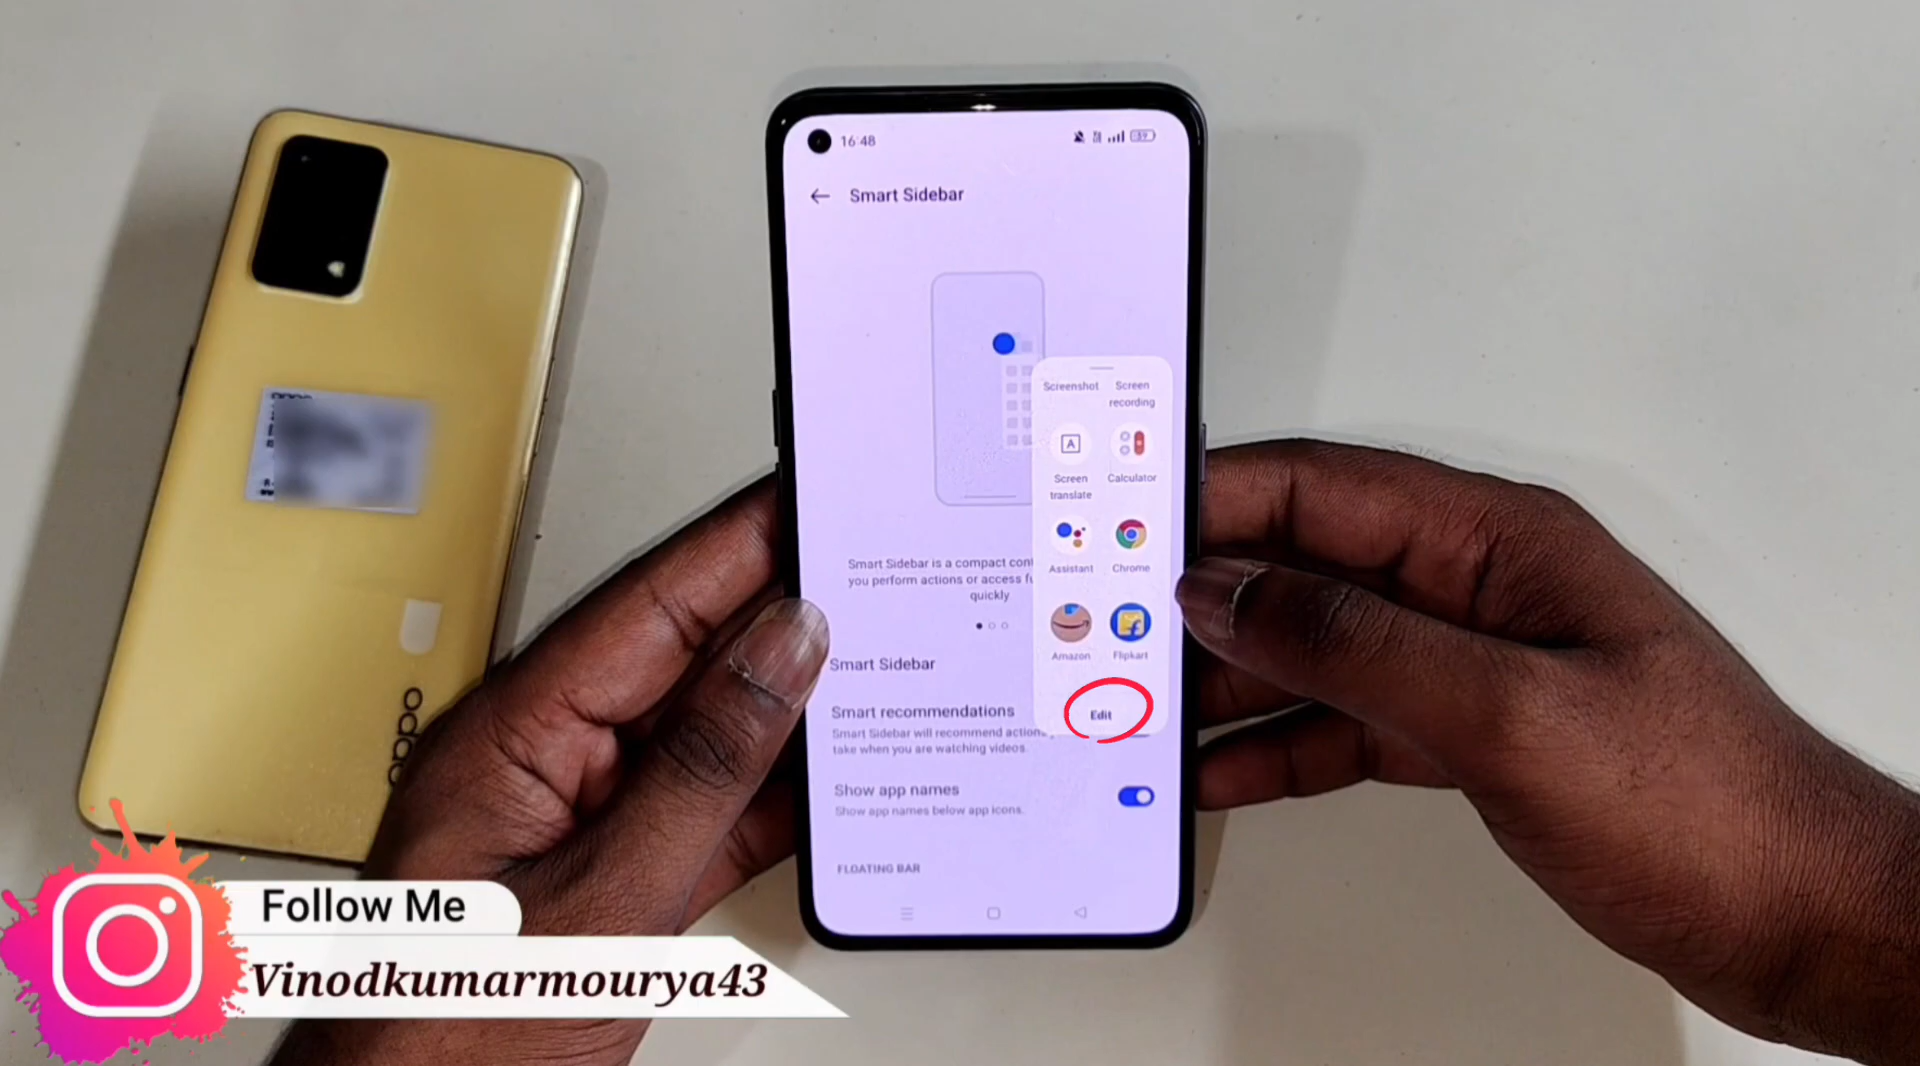 16:48
59
Smart Sidebar
Screenshot
Screen
recording
A
Screen
translate
Calculator
Assistant
Chrome
Amazon
Flipkart
Edit
Smart Sidebar is a compact
you perform actions or access
quickly
Smart Sidebar
Smart recommendations
Smart Sidebar will recommend
take when you are watching videos.
Show app names
Show app names below app icons.
FLOATING BAR
oppo
Follow Me
Vinodkumarmourya43